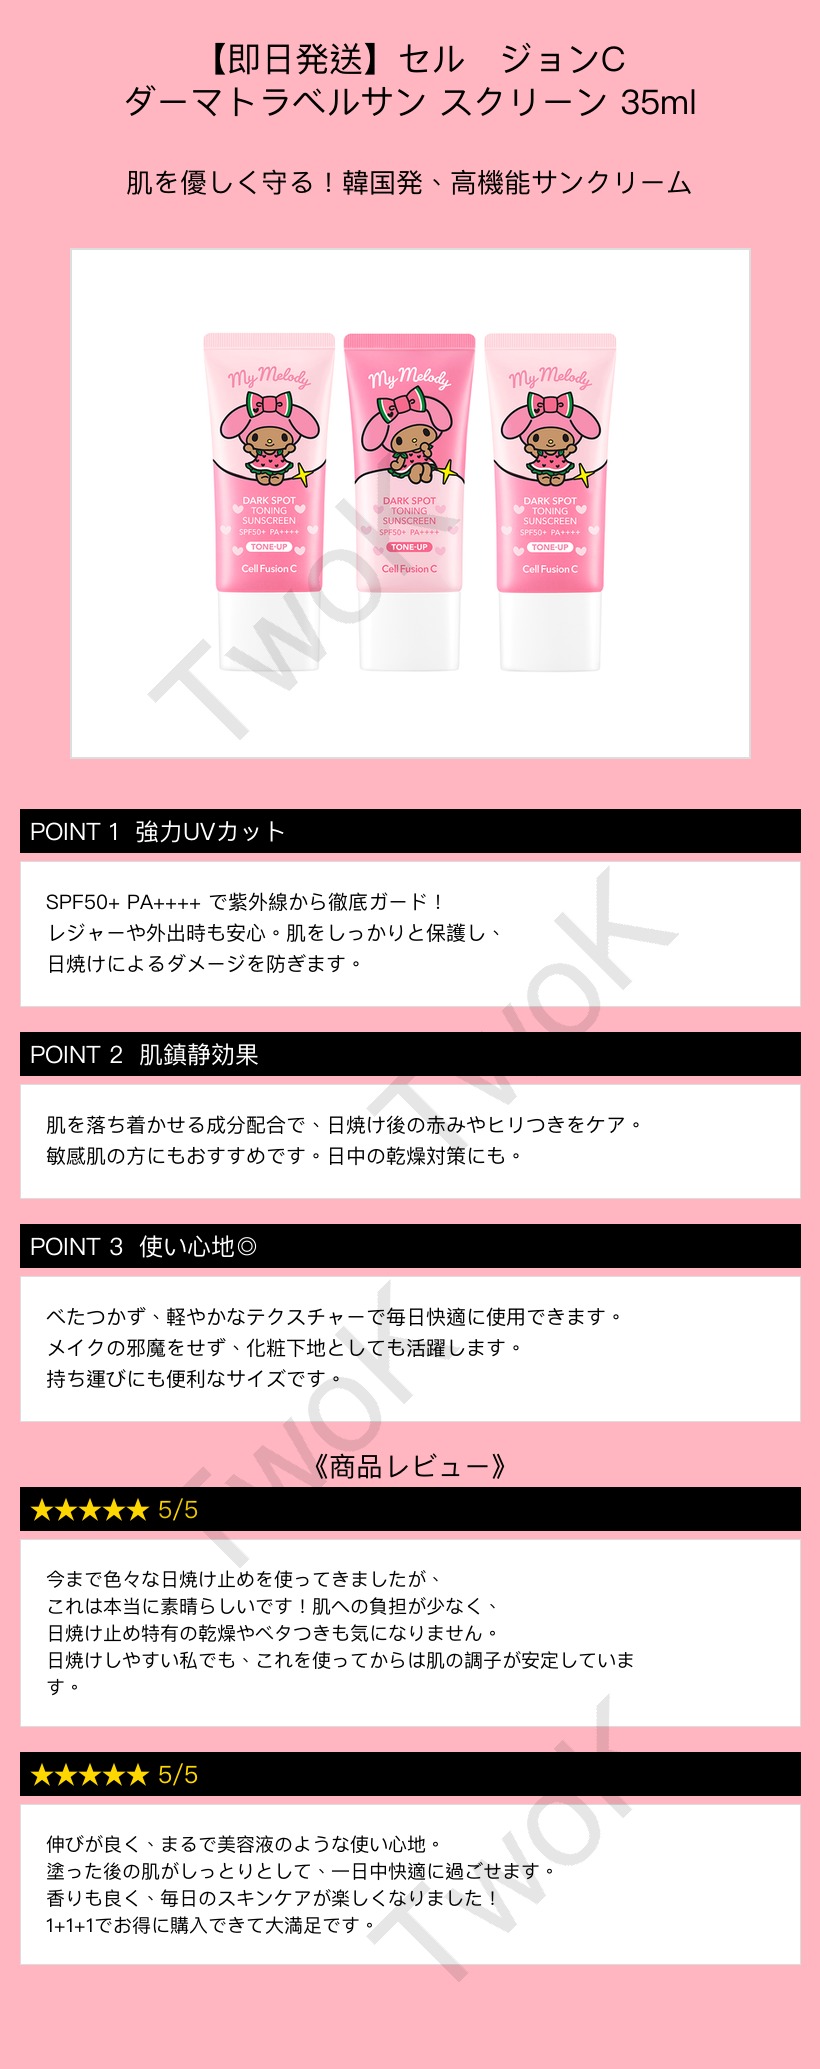 【即日発送】セル　ジョンC
ダーマトラベルサン スクリーン 35ml
肌を優しく守る！韓国発、高機能サンクリーム
My Melody
DARK SPOT
TONING
SUNSCREEN
SPF50+ PA++++
TONE-UP
Cell Fusion C
My Melody
DARK SPOT
TONING
SUNSCREEN
SPF50+ PA++++
TONE-UP
Cell Fusion C
My Melody
DARK SPOT
TONING
SUNSCREEN
SPF50+ PA++++
TONE-UP
Cell Fusion C
TwoK
POINT 1 強力UVカット
SPF50+ PA++++ で紫外線から徹底ガード！
レジャーや外出時も安心。肌をしっかりと保護し、
日焼けによるダメージを防ぎます。
TwoK
POINT 2 肌鎮静効果
肌を落ち着かせる成分配合で、日焼け後の赤みやヒリつきをケア。
敏感肌の方にもおすすめです。日中の乾燥対策にも。
POINT 3 使い心地◎
べたつかず、軽やかなテクスチャーで毎日快適に使用できます。
メイクの邪魔をせず、化粧下地としても活躍します。
持ち運びにも便利なサイズです。
TwoK
《商品レビュー》
★★★★★ 5/5
今まで色々な日焼け止めを使ってきましたが、
これは本当に素晴らしいです！肌への負担が少なく、
日焼け止め特有の乾燥やベタつきも気になりません。
日焼けしやすい私でも、これを使ってからは肌の調子が安定していま
す。
★★★★★ 5/5
伸びが良く、まるで美容液のような使い心地。
塗った後の肌がしっとりとして、一日中快適に過ごせます。
香りも良く、毎日のスキンケアが楽しくなりました！
1+1+1でお得に購入できて大満足です。
TwoK